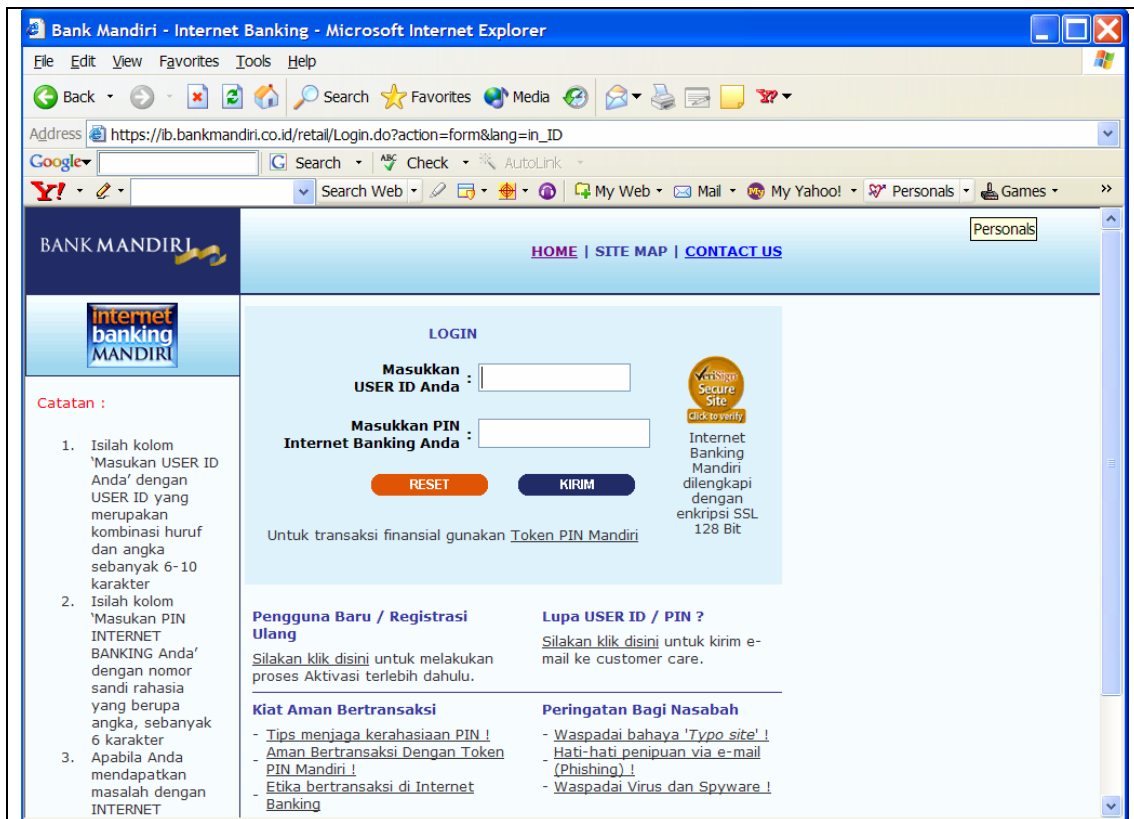 Bank Mandiri - Internet Banking - Microsoft Internet Explorer
File Edit View Favorites Tools Help
Back Search Favorites Media
Address https://ib.bankmandiri.co.id/retail/Login.do?action=form&lang=in_ID
Google Search ABC Check AutoLink
Y! Search Web My Web Mail My Yahoo! Personals Games »
Personals
BANK MANDIRI
HOME | SITE MAP | CONTACT US
internet
banking
MANDIRI
Catatan :
1. Isilah kolom
'Masukan USER ID
Anda' dengan
USER ID yang
merupakan
kombinasi huruf
dan angka
sebanyak 6-10
karakter
2. Isilah kolom
'Masukan PIN
INTERNET
BANKING Anda'
dengan nomor
sandi rahasia
yang berupa
angka, sebanyak
6 karakter
3. Apabila Anda
mendapatkan
masalah dengan
INTERNET
LOGIN
Masukkan
USER ID Anda :
Masukkan PIN
Internet Banking Anda :
RESET KIRIM
Untuk transaksi finansial gunakan Token PIN Mandiri
VeriSign
Secure
Site
Click to verify
Internet
Banking
Mandiri
dilengkapi
dengan
enkripsi SSL
128 Bit
Pengguna Baru / Registrasi
Ulang
Silakan klik disini untuk melakukan
proses Aktivasi terlebih dahulu.
Lupa USER ID / PIN ?
Silakan klik disini untuk kirim e-
mail ke customer care.
Kiat Aman Bertransaksi
- Tips menjaga kerahasiaan PIN !
- Aman Bertransaksi Dengan Token
PIN Mandiri !
- Etika bertransaksi di Internet
Banking
Peringatan Bagi Nasabah
- Waspadai bahaya 'Typo site' !
- Hati-hati penipuan via e-mail
(Phishing) !
- Waspadai Virus dan Spyware !